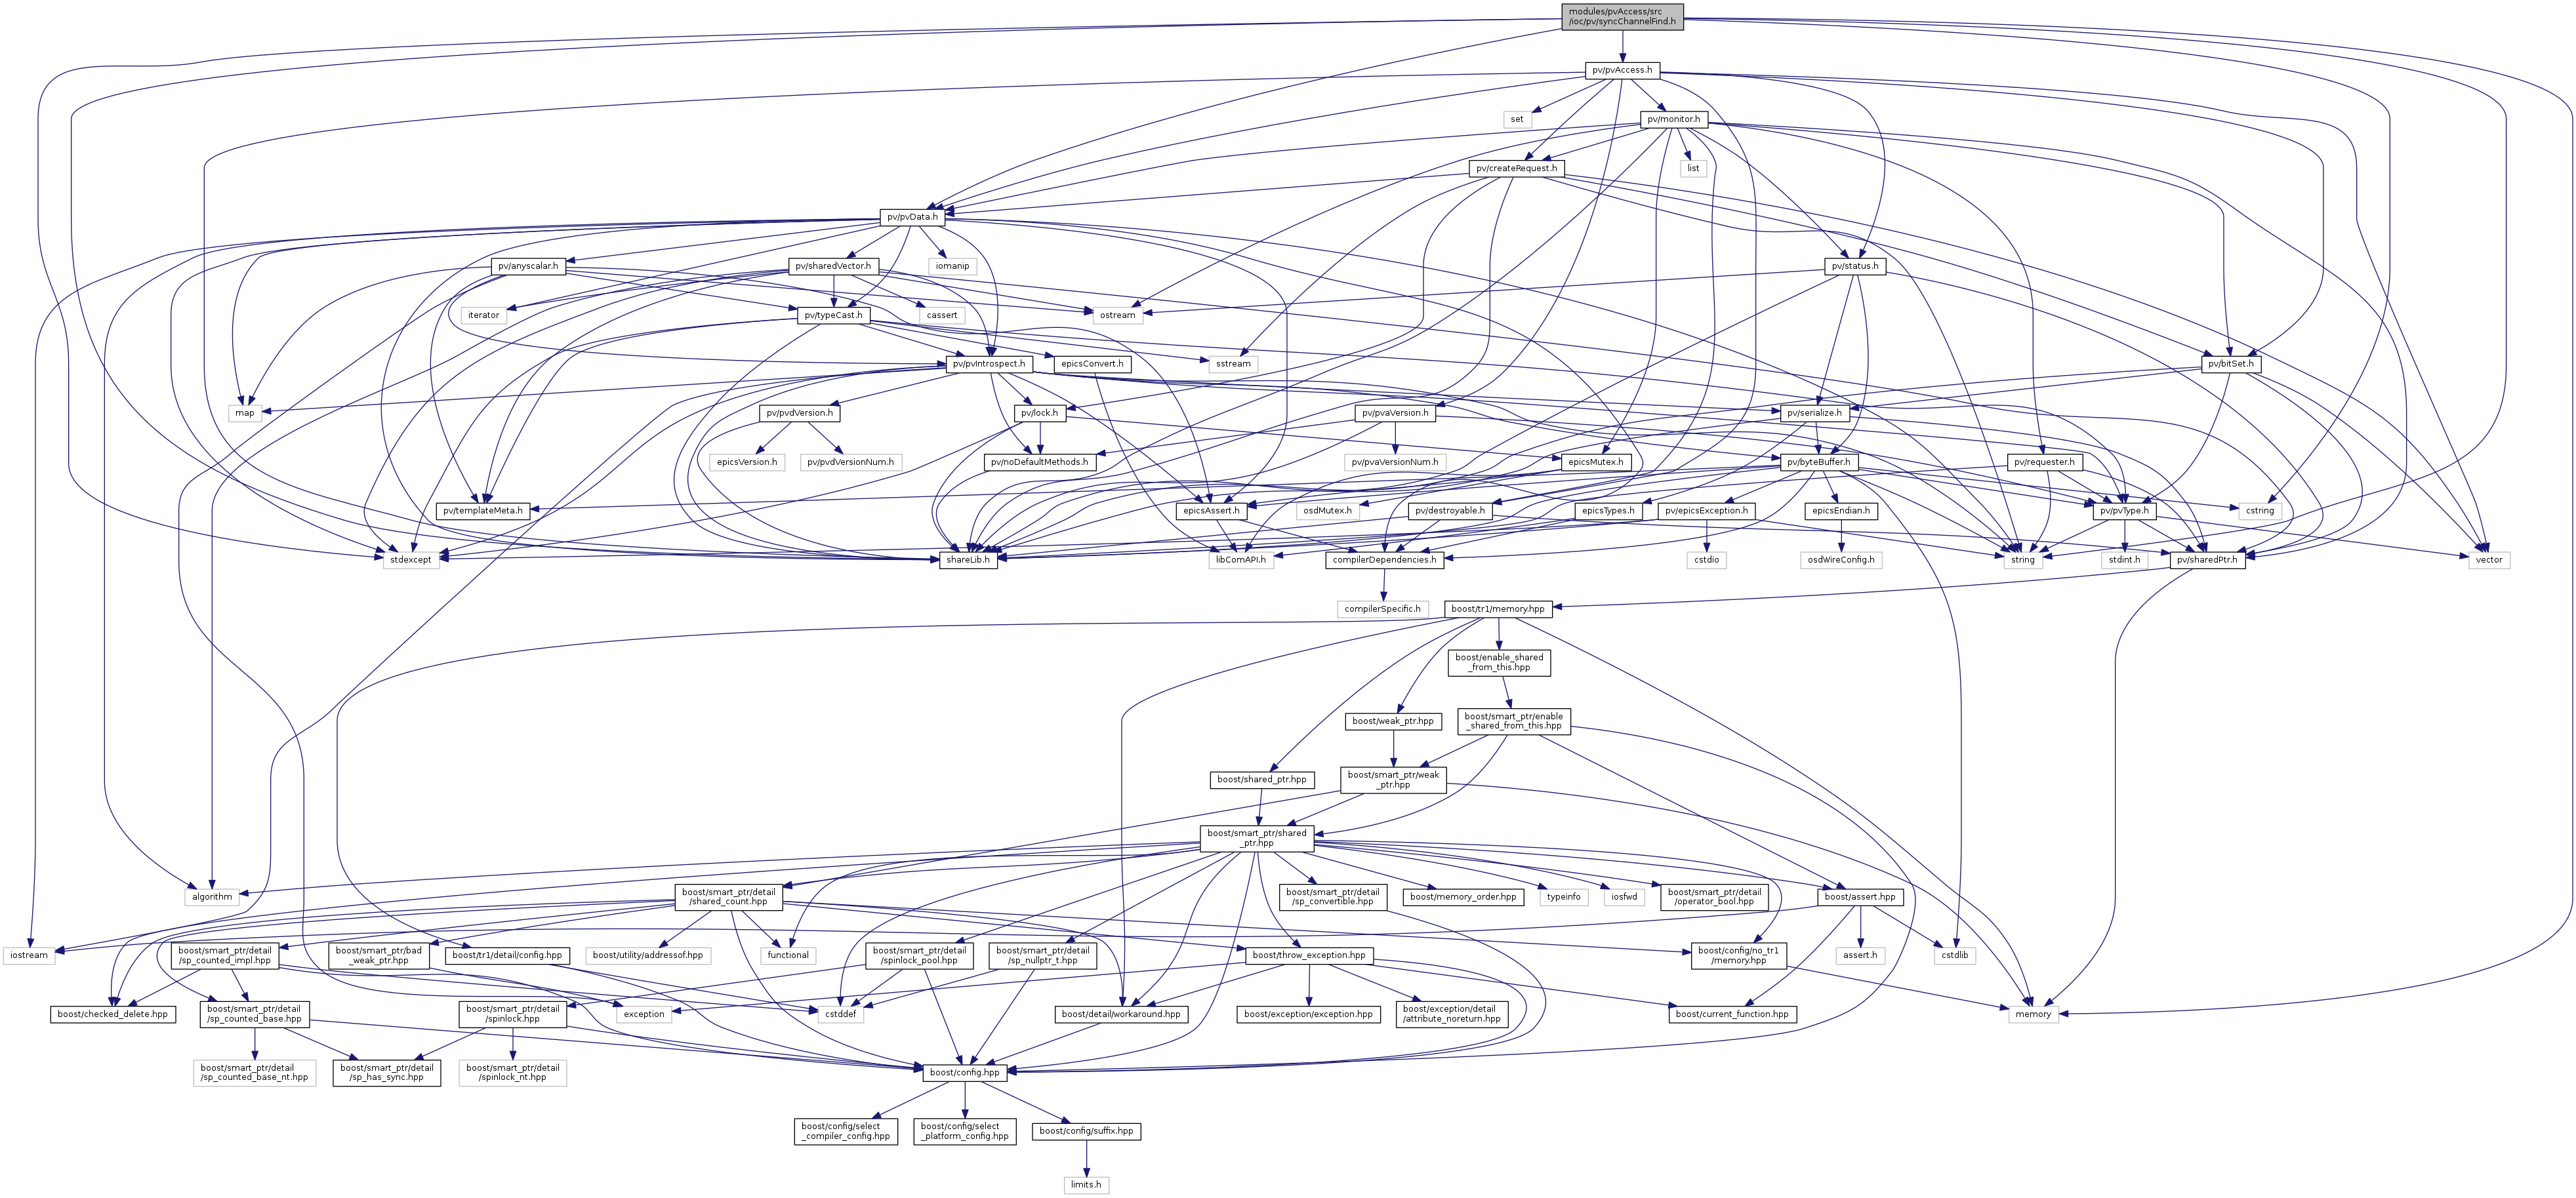 modules/pvAccess/src
/ioc/pv/syncChannelFind.h
pv/pvAccess.h
set
pv/monitor.h
pv/createRequest.h
list
pv/pvData.h
pv/anyscalar.h
pv/sharedVector.h
iomanip
pv/status.h
iterator
pv/typeCast.h
cassert
ostream
pv/pvIntrospect.h
epicsConvert.h
sstream
pv/bitSet.h
map
pv/pvdVersion.h
pv/lock.h
pv/pvaVersion.h
pv/serialize.h
epicsVersion.h
pv/pvdVersionNum.h
pv/noDefaultMethods.h
pv/pvaVersionNum.h
epicsMutex.h
pv/byteBuffer.h
pv/requester.h
pv/templateMeta.h
epicsAssert.h
osdMutex.h
pv/destroyable.h
epicsTypes.h
pv/epicsException.h
epicsEndian.h
pv/pvType.h
cstring
stdexcept
shareLib.h
libComAPI.h
compilerDependencies.h
cstdio
osdWireConfig.h
string
stdint.h
pv/sharedPtr.h
vector
compilerSpecific.h
boost/tr1/memory.hpp
boost/enable_shared
_from_this.hpp
boost/weak_ptr.hpp
boost/smart_ptr/enable
_shared_from_this.hpp
boost/shared_ptr.hpp
boost/smart_ptr/weak
_ptr.hpp
boost/smart_ptr/shared
_ptr.hpp
algorithm
boost/smart_ptr/detail
/shared_count.hpp
boost/smart_ptr/detail
/sp_convertible.hpp
boost/memory_order.hpp
typeinfo
iosfwd
boost/smart_ptr/detail
/operator_bool.hpp
boost/assert.hpp
iostream
boost/smart_ptr/detail
/sp_counted_impl.hpp
boost/smart_ptr/bad
_weak_ptr.hpp
boost/tr1/detail/config.hpp
boost/utility/addressof.hpp
functional
boost/smart_ptr/detail
/spinlock_pool.hpp
boost/smart_ptr/detail
/sp_nullptr_t.hpp
boost/throw_exception.hpp
boost/config/no_tr1
/memory.hpp
assert.h
cstdlib
boost/checked_delete.hpp
boost/smart_ptr/detail
/sp_counted_base.hpp
boost/smart_ptr/detail
/spinlock.hpp
exception
cstddef
boost/detail/workaround.hpp
boost/exception/exception.hpp
boost/exception/detail
/attribute_noreturn.hpp
boost/current_function.hpp
memory
boost/smart_ptr/detail
/sp_counted_base_nt.hpp
boost/smart_ptr/detail
/sp_has_sync.hpp
boost/smart_ptr/detail
/spinlock_nt.hpp
boost/config.hpp
boost/config/select
_compiler_config.hpp
boost/config/select
_platform_config.hpp
boost/config/suffix.hpp
limits.h